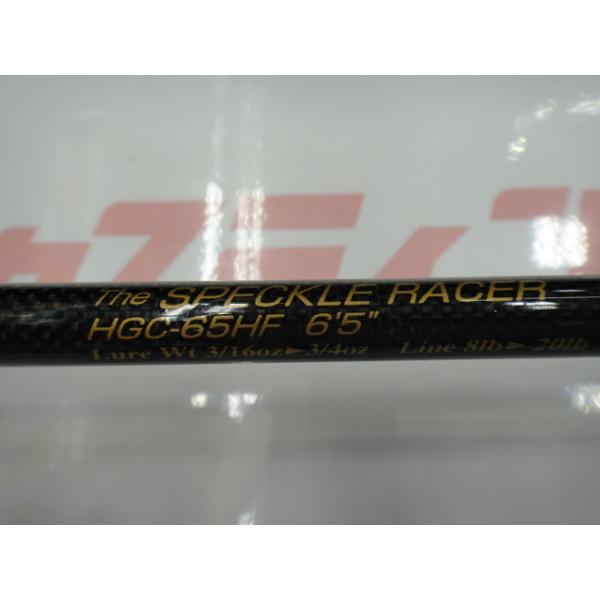 The SPECKLE RACER
HGC-65HF 6'5"
Lure Wt 3/16oz▶3/4oz Line 8lb▶20lb